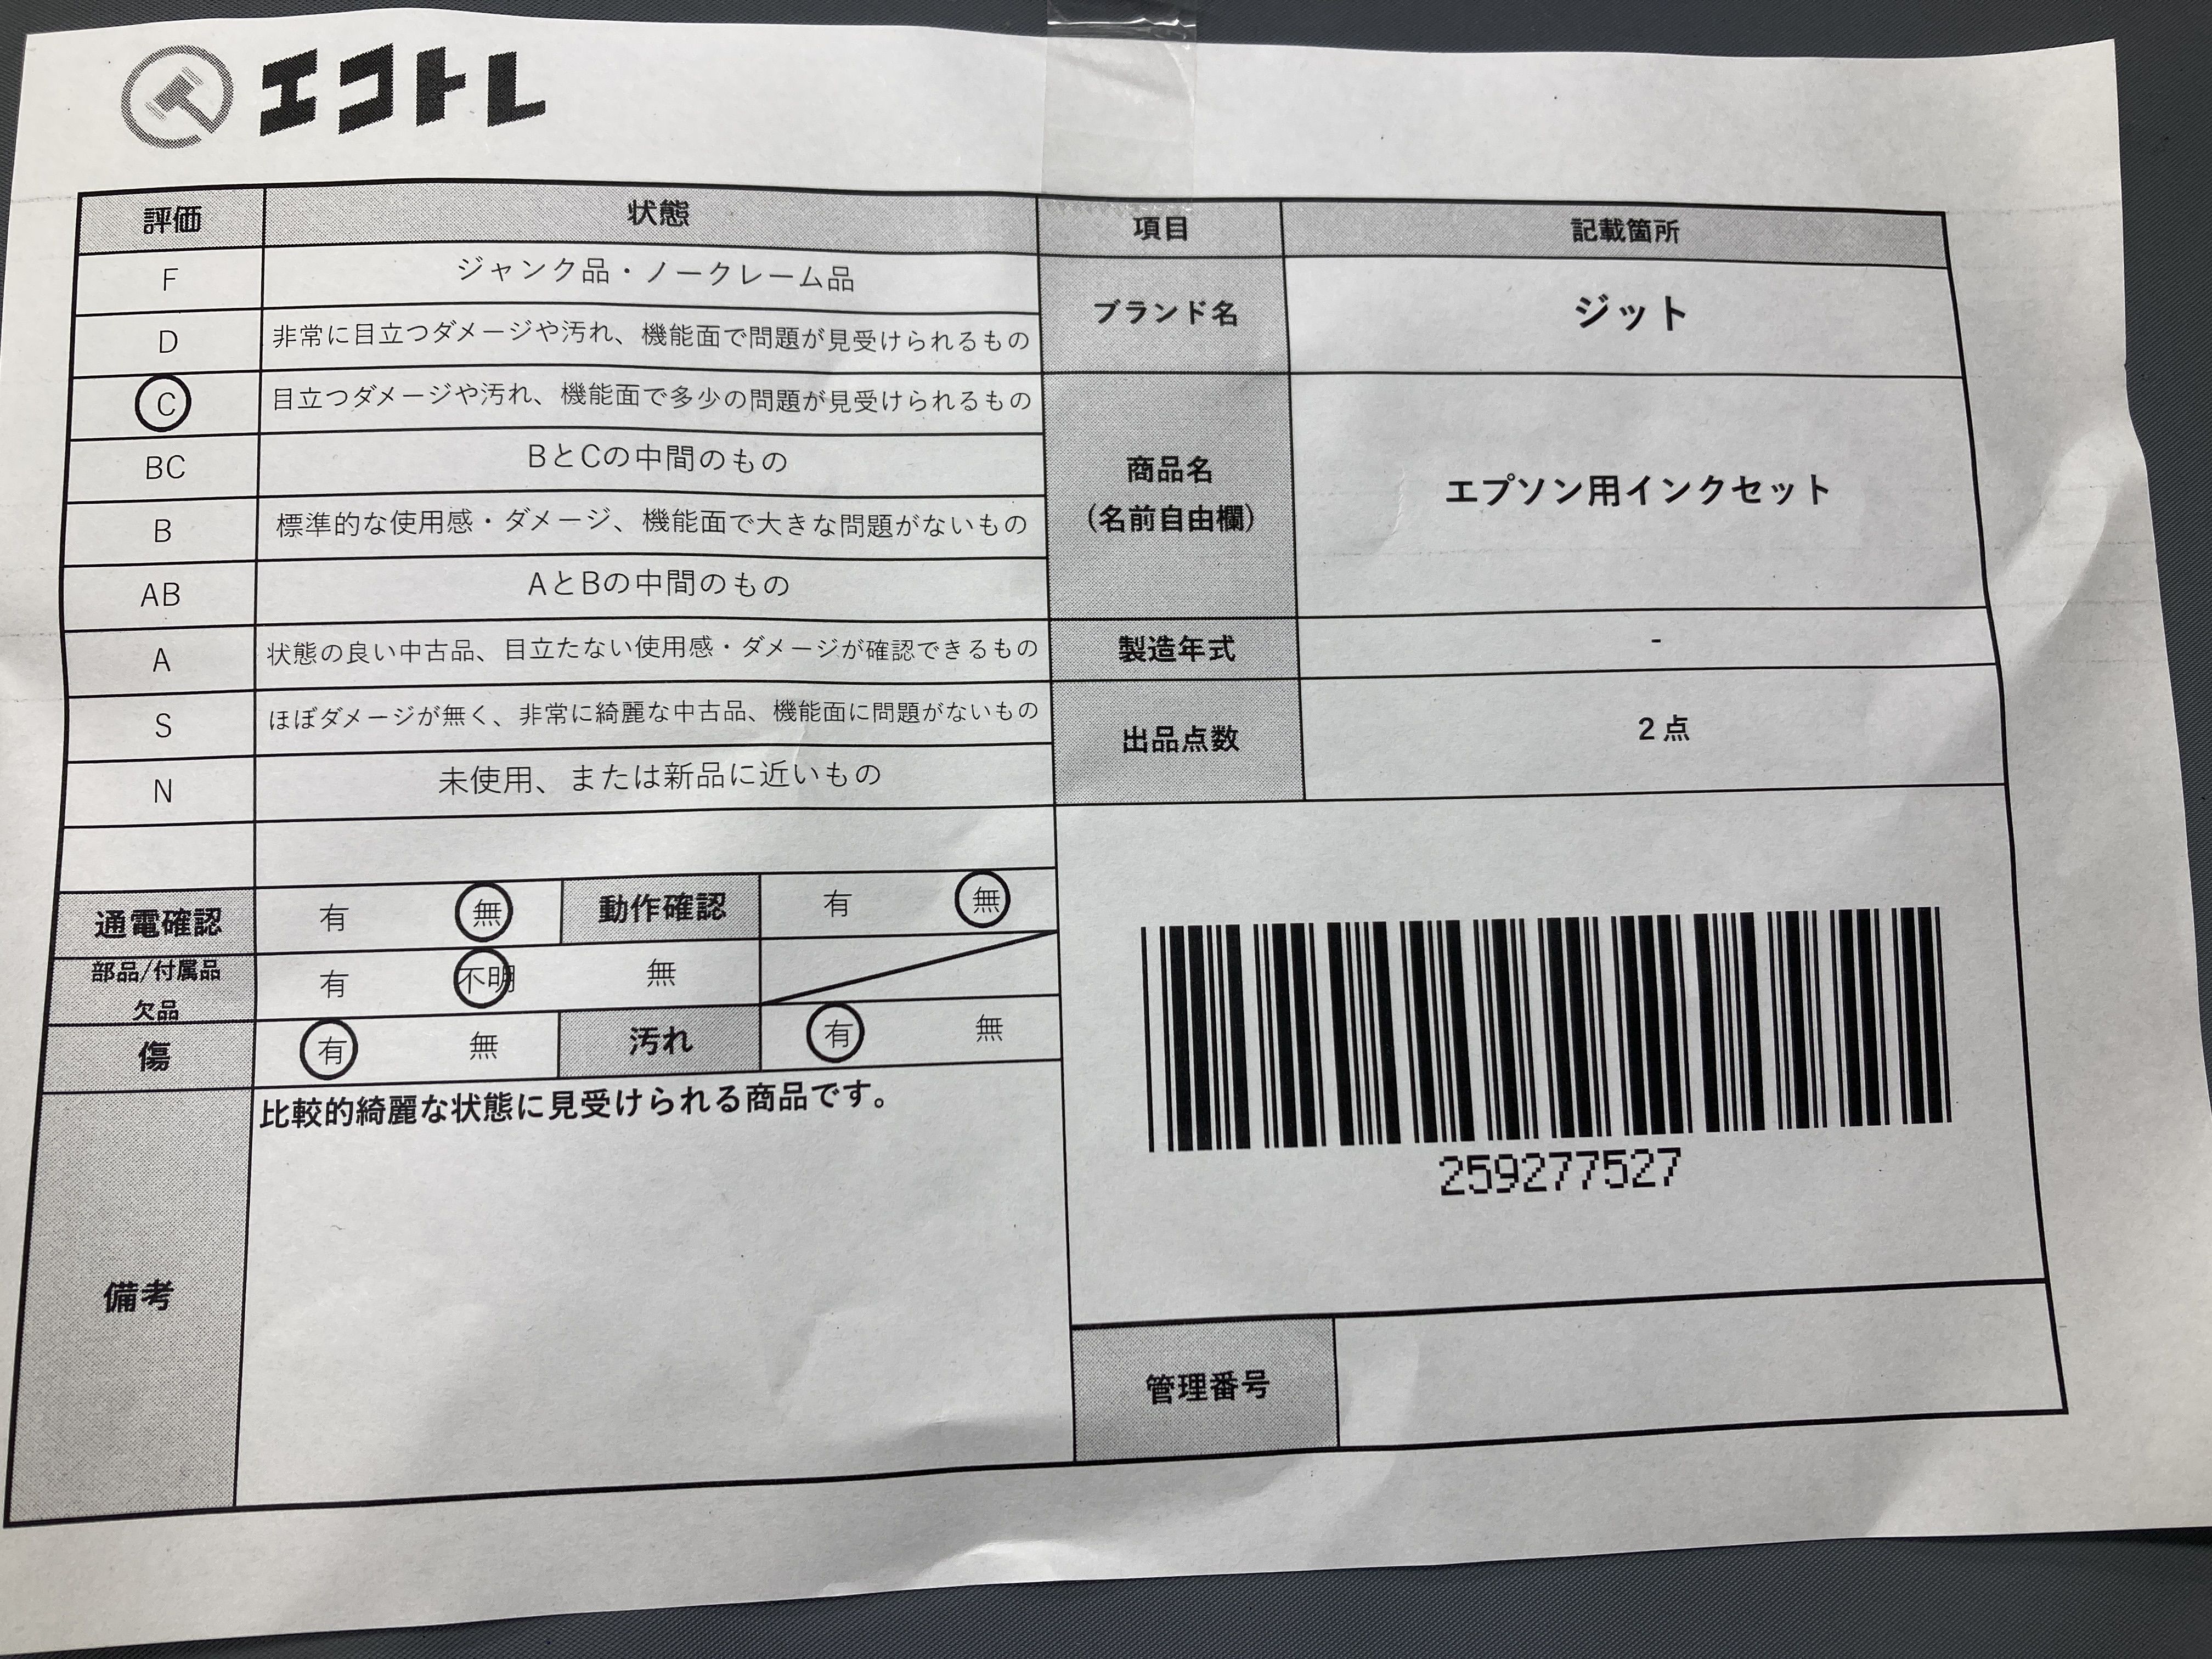 エコトレ
評価 状態 項目 記載箇所
F ジャンク品・ノークレーム品
ブランド名 ジット
D 非常に目立つダメージや汚れ、機能面で問題が見受けられるもの
C 目立つダメージや汚れ、機能面で多少の問題が見受けられるもの
BC BとCの中間のもの
商品名
(名前自由欄)
エプソン用インクセット
B 標準的な使用感・ダメージ、機能面で大きな問題がないもの
AB AとBの中間のもの
A 状態の良い中古品、目立たない使用感・ダメージが確認できるもの
製造年式 -
S ほぼダメージが無く、非常に綺麗な中古品、機能面に問題がないもの
出品点数 2点
N 未使用、または新品に近いもの
通電確認 有 無 動作確認 有 無
部品/付属品
欠品
有 不明 無
傷 有 無 汚れ 有 無
備考
比較的綺麗な状態に見受けられる商品です。
259277527
管理番号